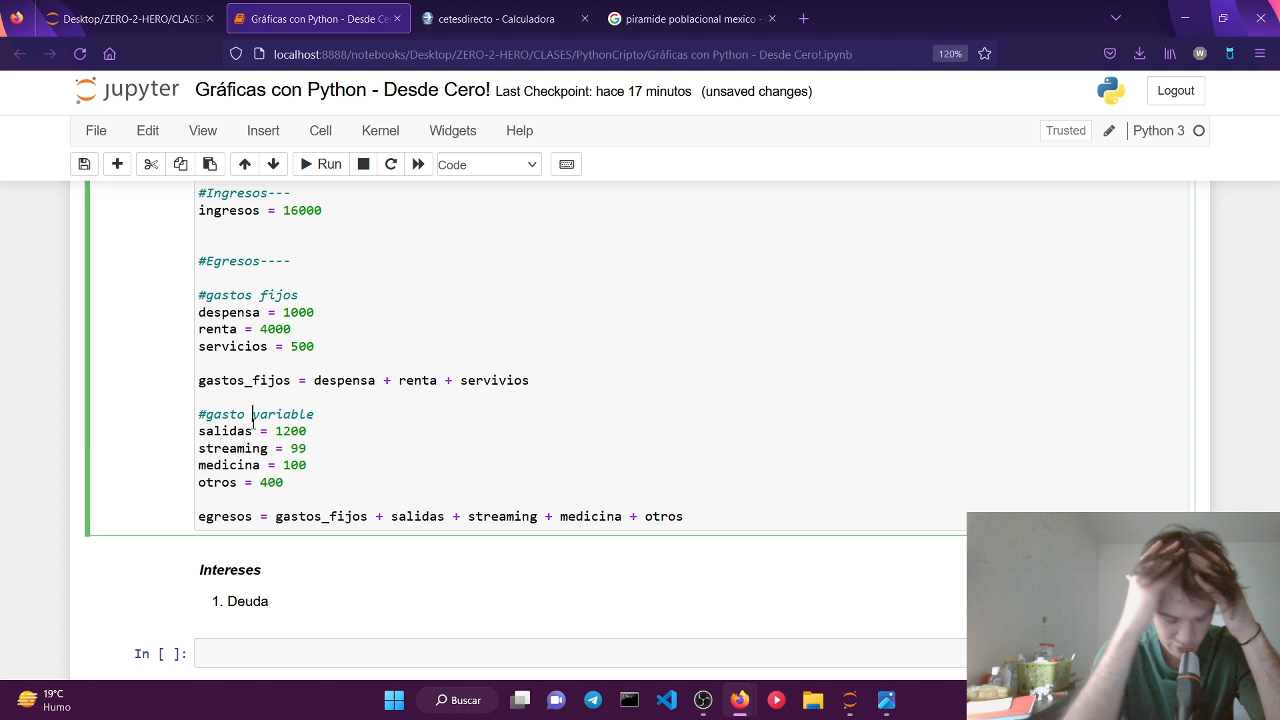 Desktop/ZERO-2-HERO/CLASES
Gráficas con Python - Desde Ce
cetesdirecto - Calculadora
piramide poblacional mexico -
localhost:8888/notebooks/Desktop/ZERO-2-HERO/CLASES/PythonCripto/Gráficas con Python - Desde Cero!.ipynb
120%
W
jupyter Gráficas con Python - Desde Cero! Last Checkpoint: hace 17 minutos (unsaved changes)
Logout
File Edit View Insert Cell Kernel Widgets Help
Trusted
Python 3
Run
Code
#Ingresos---
ingresos = 16000
#Egresos----
#gastos fijos
despensa = 1000
renta = 4000
servicios = 500
gastos_fijos = despensa + renta + servivios
#gasto variable
salidas = 1200
streaming = 99
medicina = 100
otros = 400
egresos = gastos_fijos + salidas + streaming + medicina + otros
Intereses
1. Deuda
In [ ]:
19°C
Humo
Buscar